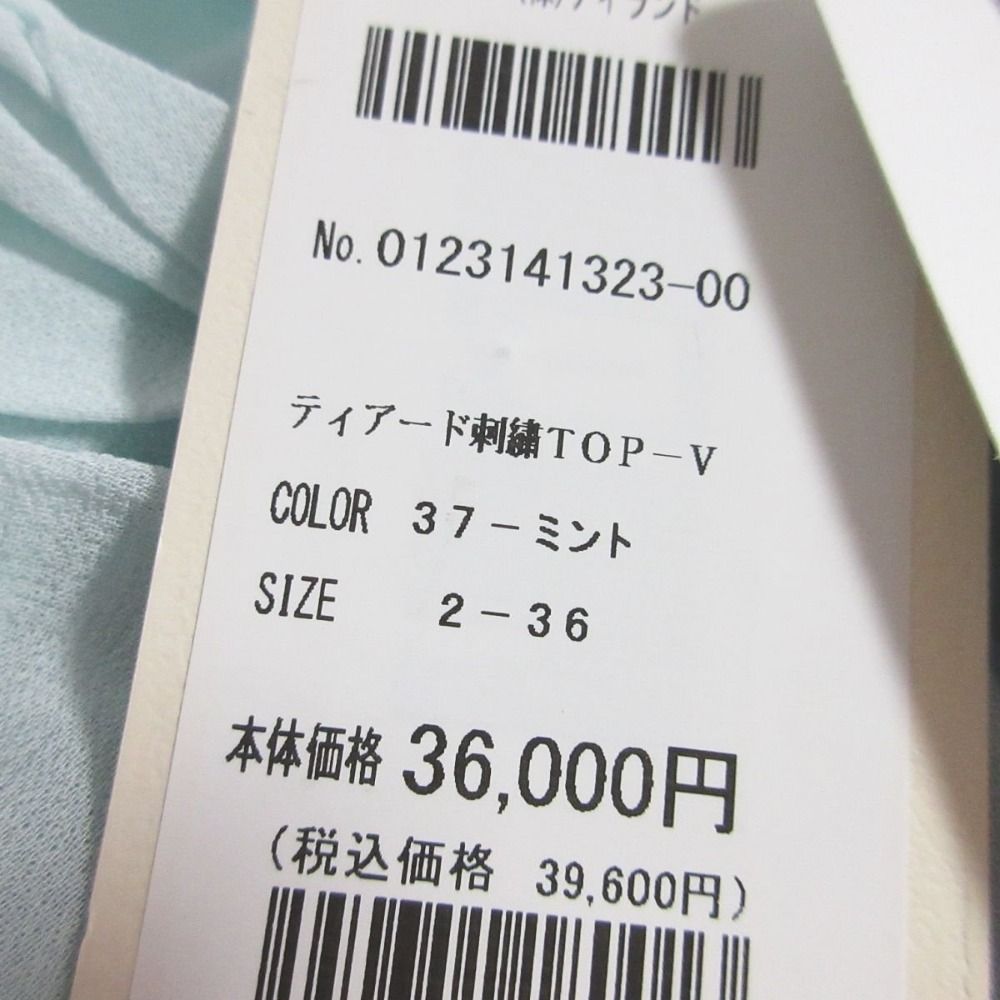 No. 0123141323-00
ティアード刺繍TOP-V
COLOR 37-ミント
SIZE 2-36
本体価格 36,000円
(税込価格 39,600円)